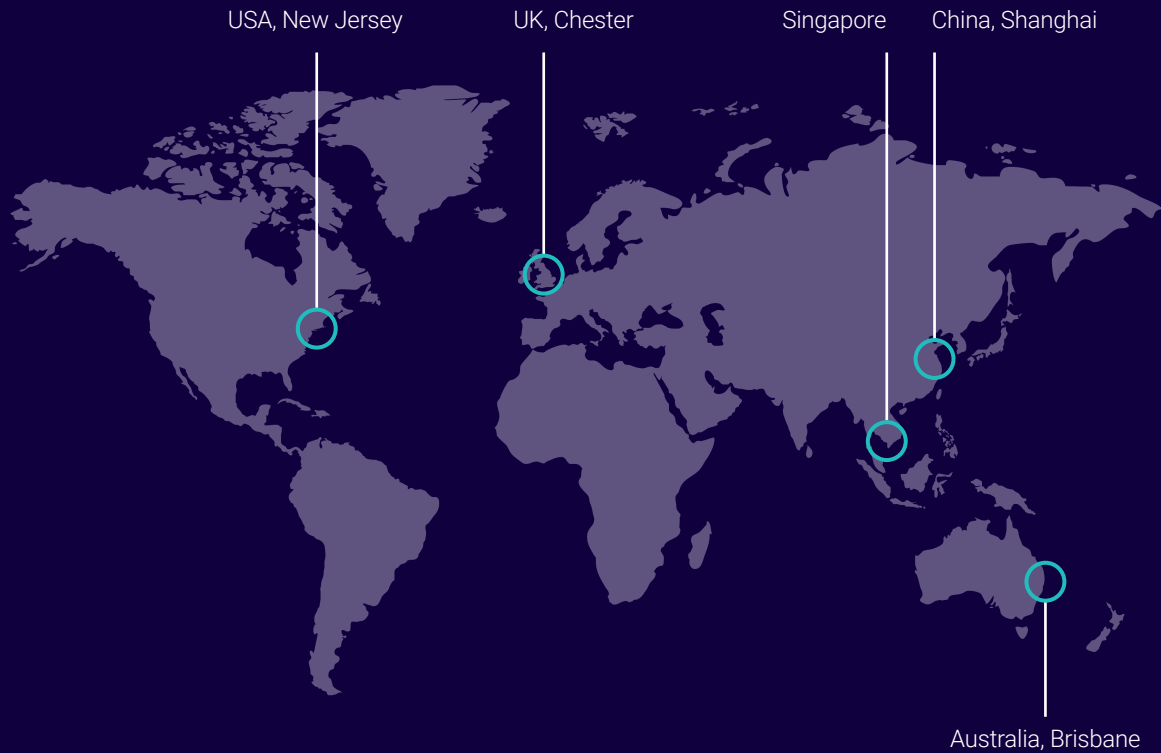 USA, New Jersey
UK, Chester
Singapore
China, Shanghai
Australia, Brisbane